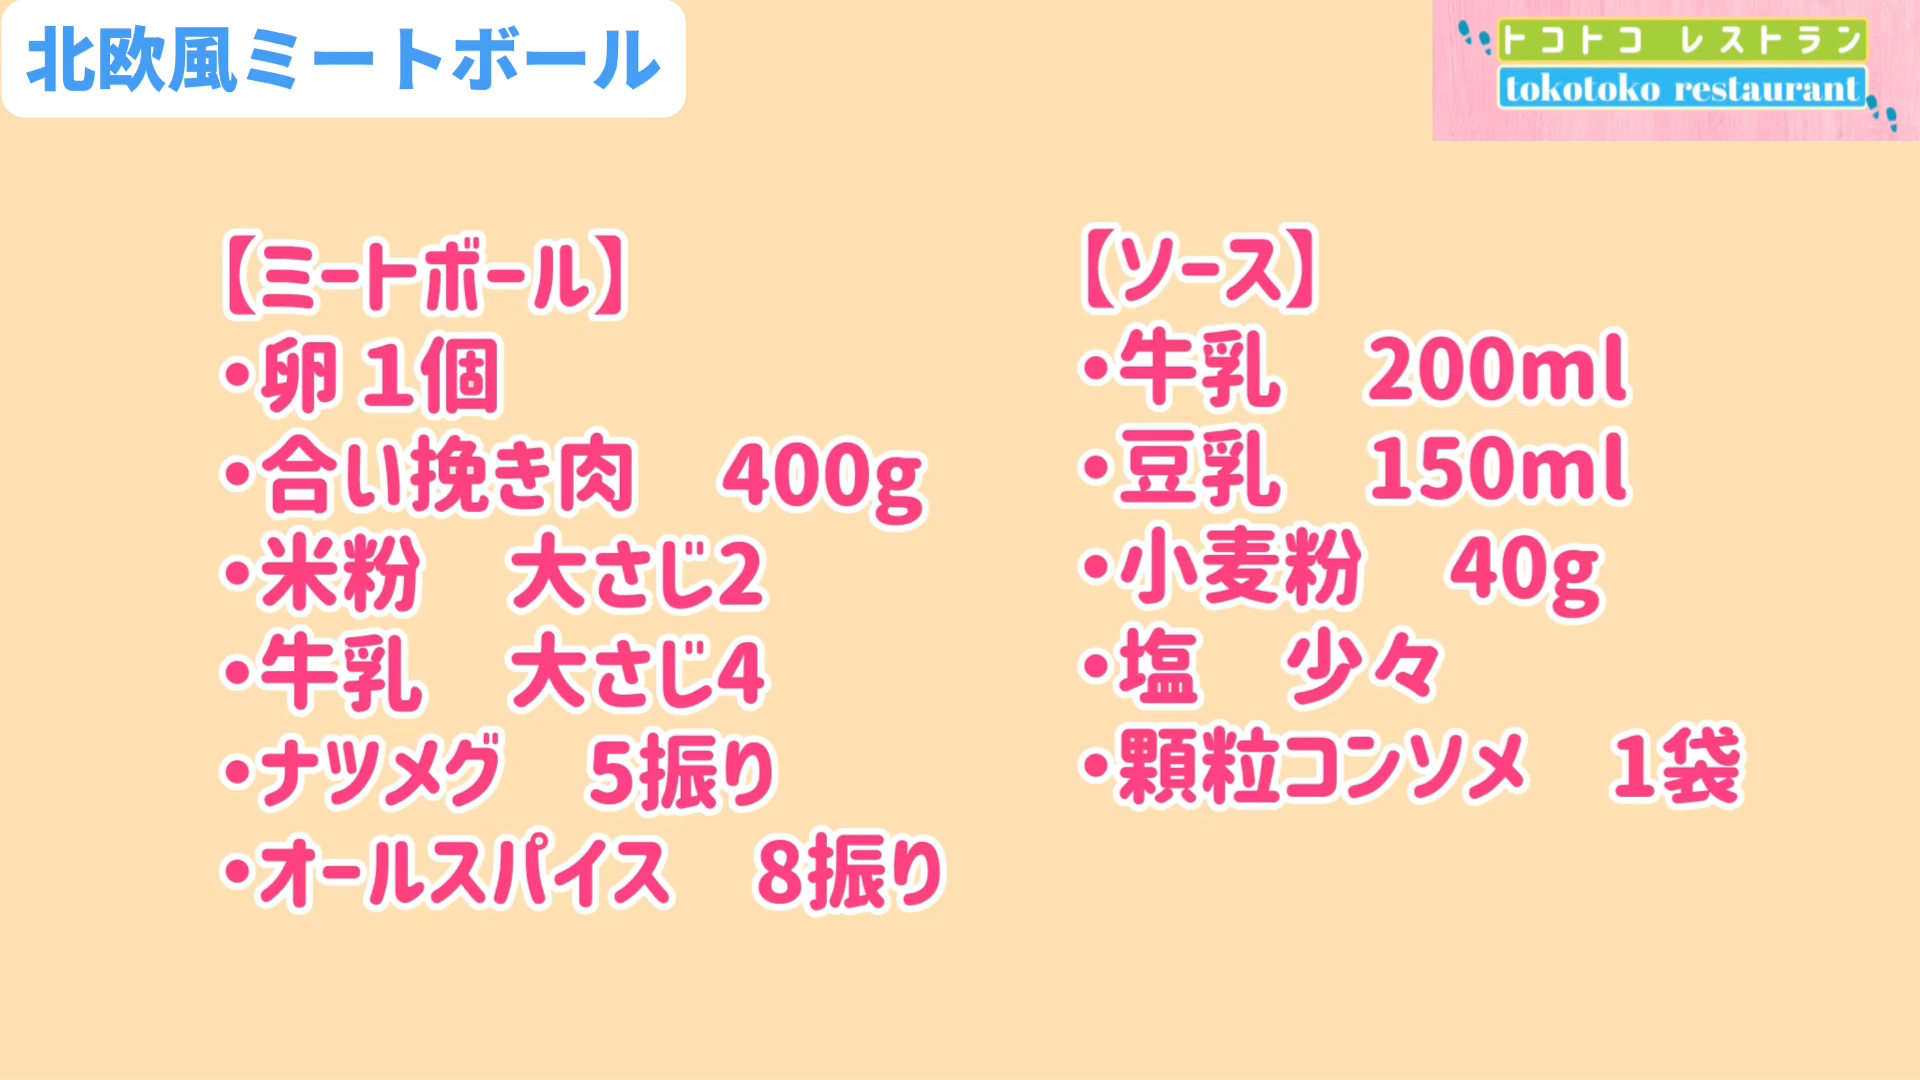 北欧風ミートボール
トコトコ レストラン
tokotoko restaurant
【ミートボール】
・卵 1個
・合い挽き肉　400g
・米粉　大さじ2
・牛乳　大さじ4
・ナツメグ　5振り
・オールスパイス　8振り
【ソース】
・牛乳　200ml
・豆乳　150ml
・小麦粉　40g
・塩　少々
・顆粒コンソメ　1袋